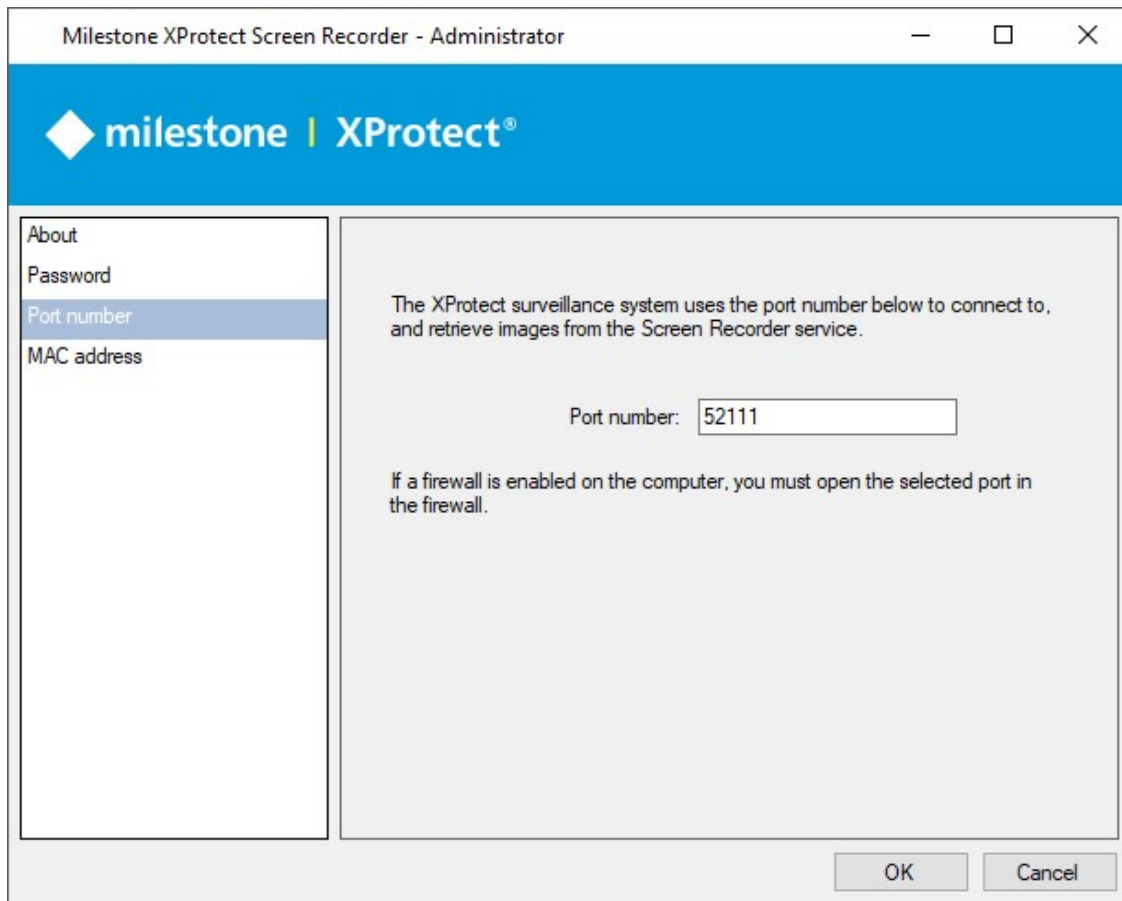 Milestone XProtect Screen Recorder - Administrator
milestone | XProtect®
About
Password
Port number
MAC address
The XProtect surveillance system uses the port number below to connect to,
and retrieve images from the Screen Recorder service.
Port number: 52111
If a firewall is enabled on the computer, you must open the selected port in
the firewall.
OK
Cancel